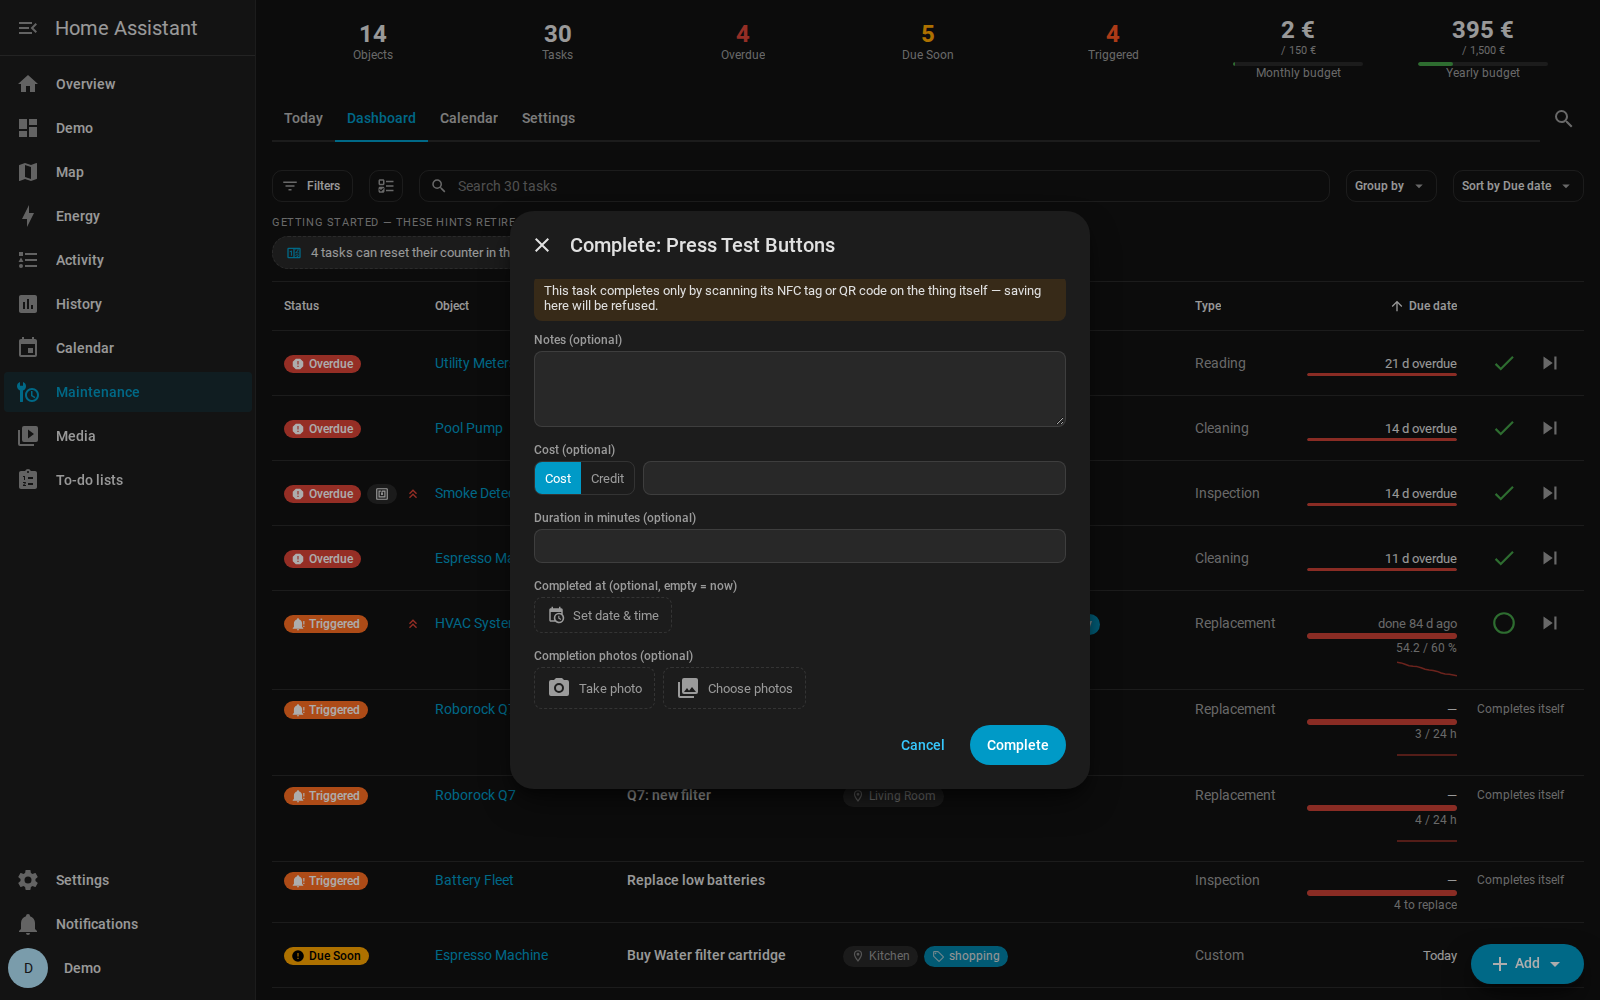 Home Assistant
Overview
Demo
Map
Energy
Activity
History
Calendar
Maintenance
Media
To-do lists
Settings
Notifications
D
Demo
14
Objects
30
Tasks
4
Overdue
5
Due Soon
4
Triggered
2 €
/ 150 €
Monthly budget
395 €
/ 1,500 €
Yearly budget
Today
Dashboard
Calendar
Settings
Filters
Search 30 tasks
Group by
Sort by Due date
GETTING STARTED — THESE HINTS RETIRE
4 tasks can reset their counter in th
Status
Object
Type
Due date
Overdue
Utility Meter
Reading
21 d overdue
Overdue
Pool Pump
Cleaning
14 d overdue
Overdue
Smoke Dete
Inspection
14 d overdue
Overdue
Espresso Ma
Cleaning
11 d overdue
Triggered
HVAC Syste
Replacement
done 84 d ago
54.2 / 60 %
Triggered
Roborock Q7
Replacement
—
3 / 24 h
Completes itself
Triggered
Roborock Q7
Q7: new filter
Living Room
Replacement
—
4 / 24 h
Completes itself
Triggered
Battery Fleet
Replace low batteries
Inspection
—
4 to replace
Completes itself
Due Soon
Espresso Machine
Buy Water filter cartridge
Kitchen
shopping
Custom
Today
Add
Complete: Press Test Buttons
This task completes only by scanning its NFC tag or QR code on the thing itself — saving
here will be refused.
Notes (optional)
Cost (optional)
Cost
Credit
Duration in minutes (optional)
Completed at (optional, empty = now)
Set date & time
Completion photos (optional)
Take photo
Choose photos
Cancel
Complete